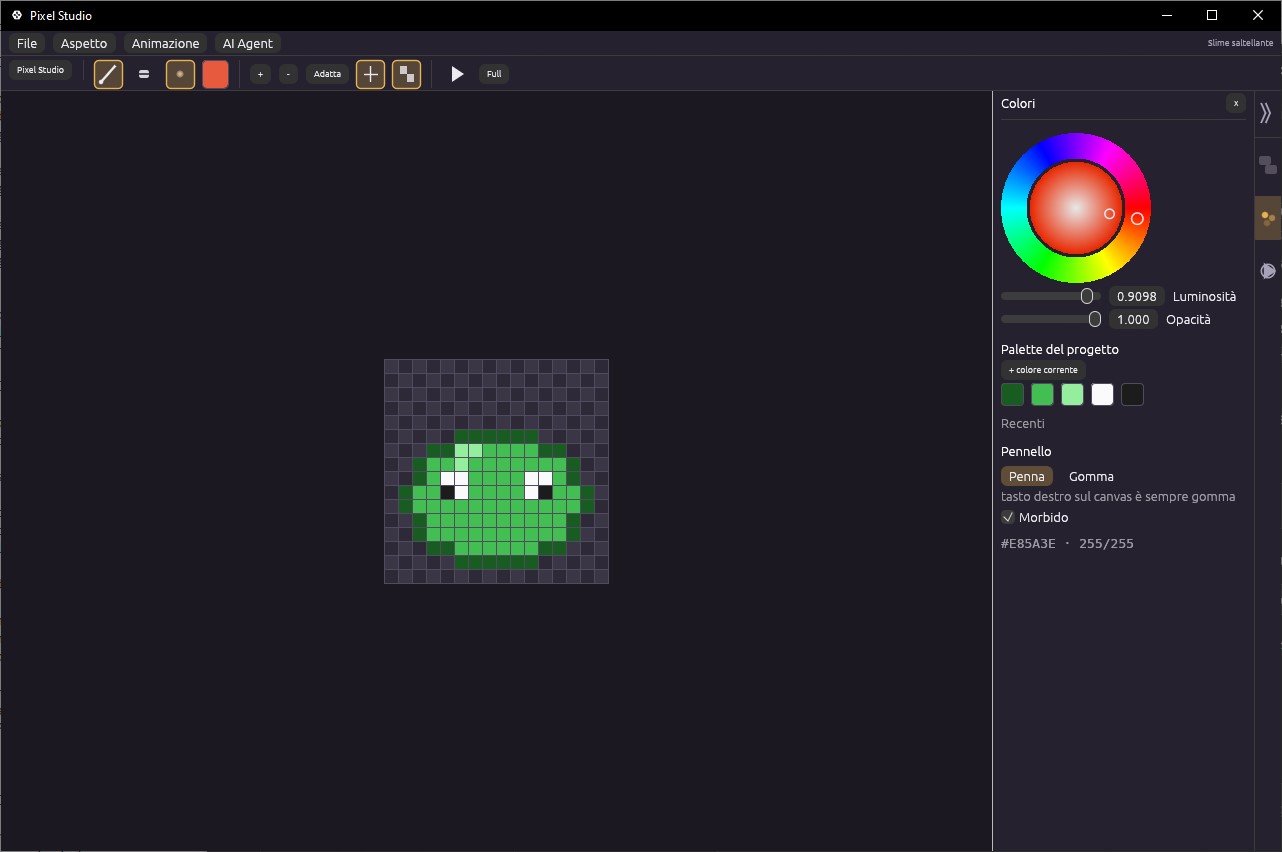 Pixel Studio
File Aspetto Animazione AI Agent Slime saltellante
Pixel Studio + - Adatta Full
Colori x
0.9098 Luminosità
1.000 Opacità
Palette del progetto
+ colore corrente
Recenti
Pennello
Penna Gomma
tasto destro sul canvas è sempre gomma
Morbido
#E85A3E · 255/255